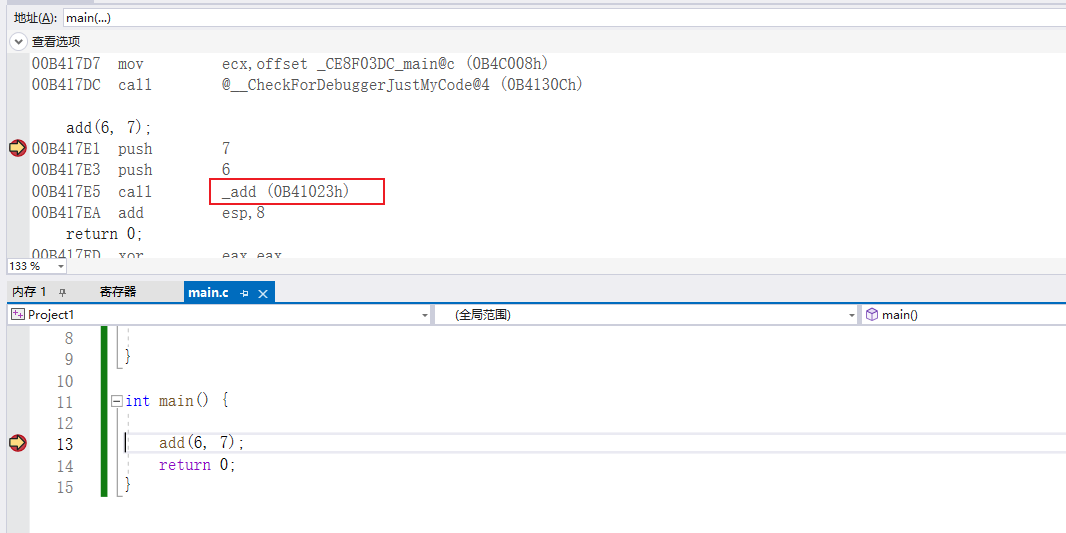 地址(A): main(...)
查看选项
00B417D7 mov ecx,offset _CE8F03DC_main@c (0B4C008h)
00B417DC call @__CheckForDebuggerJustMyCode@4 (0B4130Ch)
add(6, 7);
00B417E1 push 7
00B417E3 push 6
00B417E5 call _add (0B41023h)
00B417EA add esp,8
return 0;
00B417ED xor eax,eax
133 %
内存 1 寄存器 main.c
Project1 (全局范围) main()
8
9 }
10
11 int main() {
12
13 add(6, 7);
14 return 0;
15 }